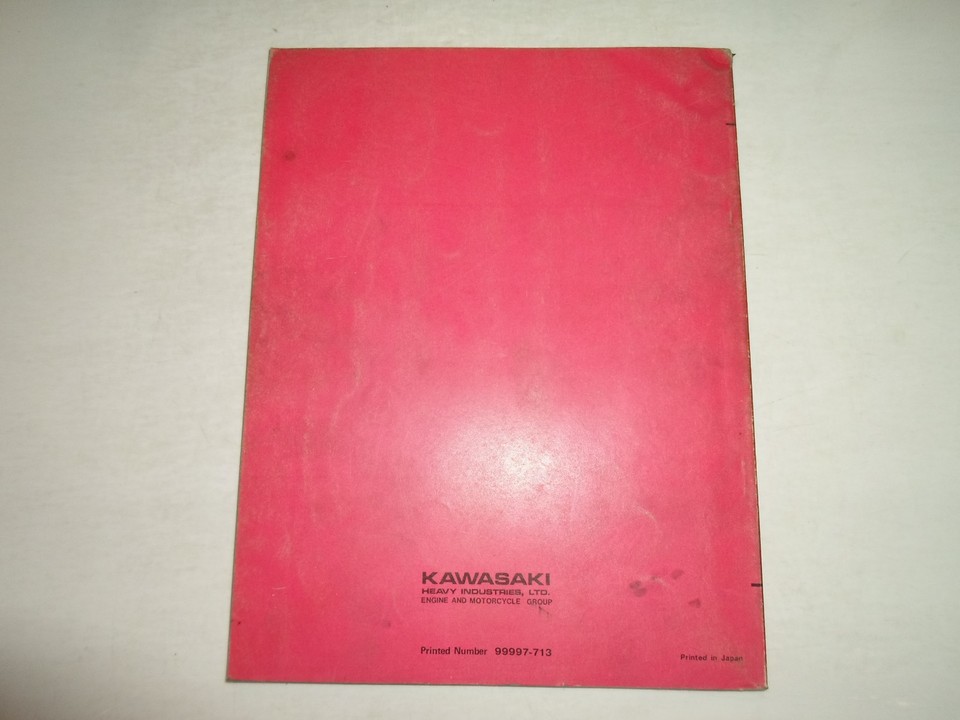 KAWASAKI
HEAVY INDUSTRIES, LTD.
ENGINE AND MOTORCYCLE GROUP
Printed Number 99997-713
Printed in Japan